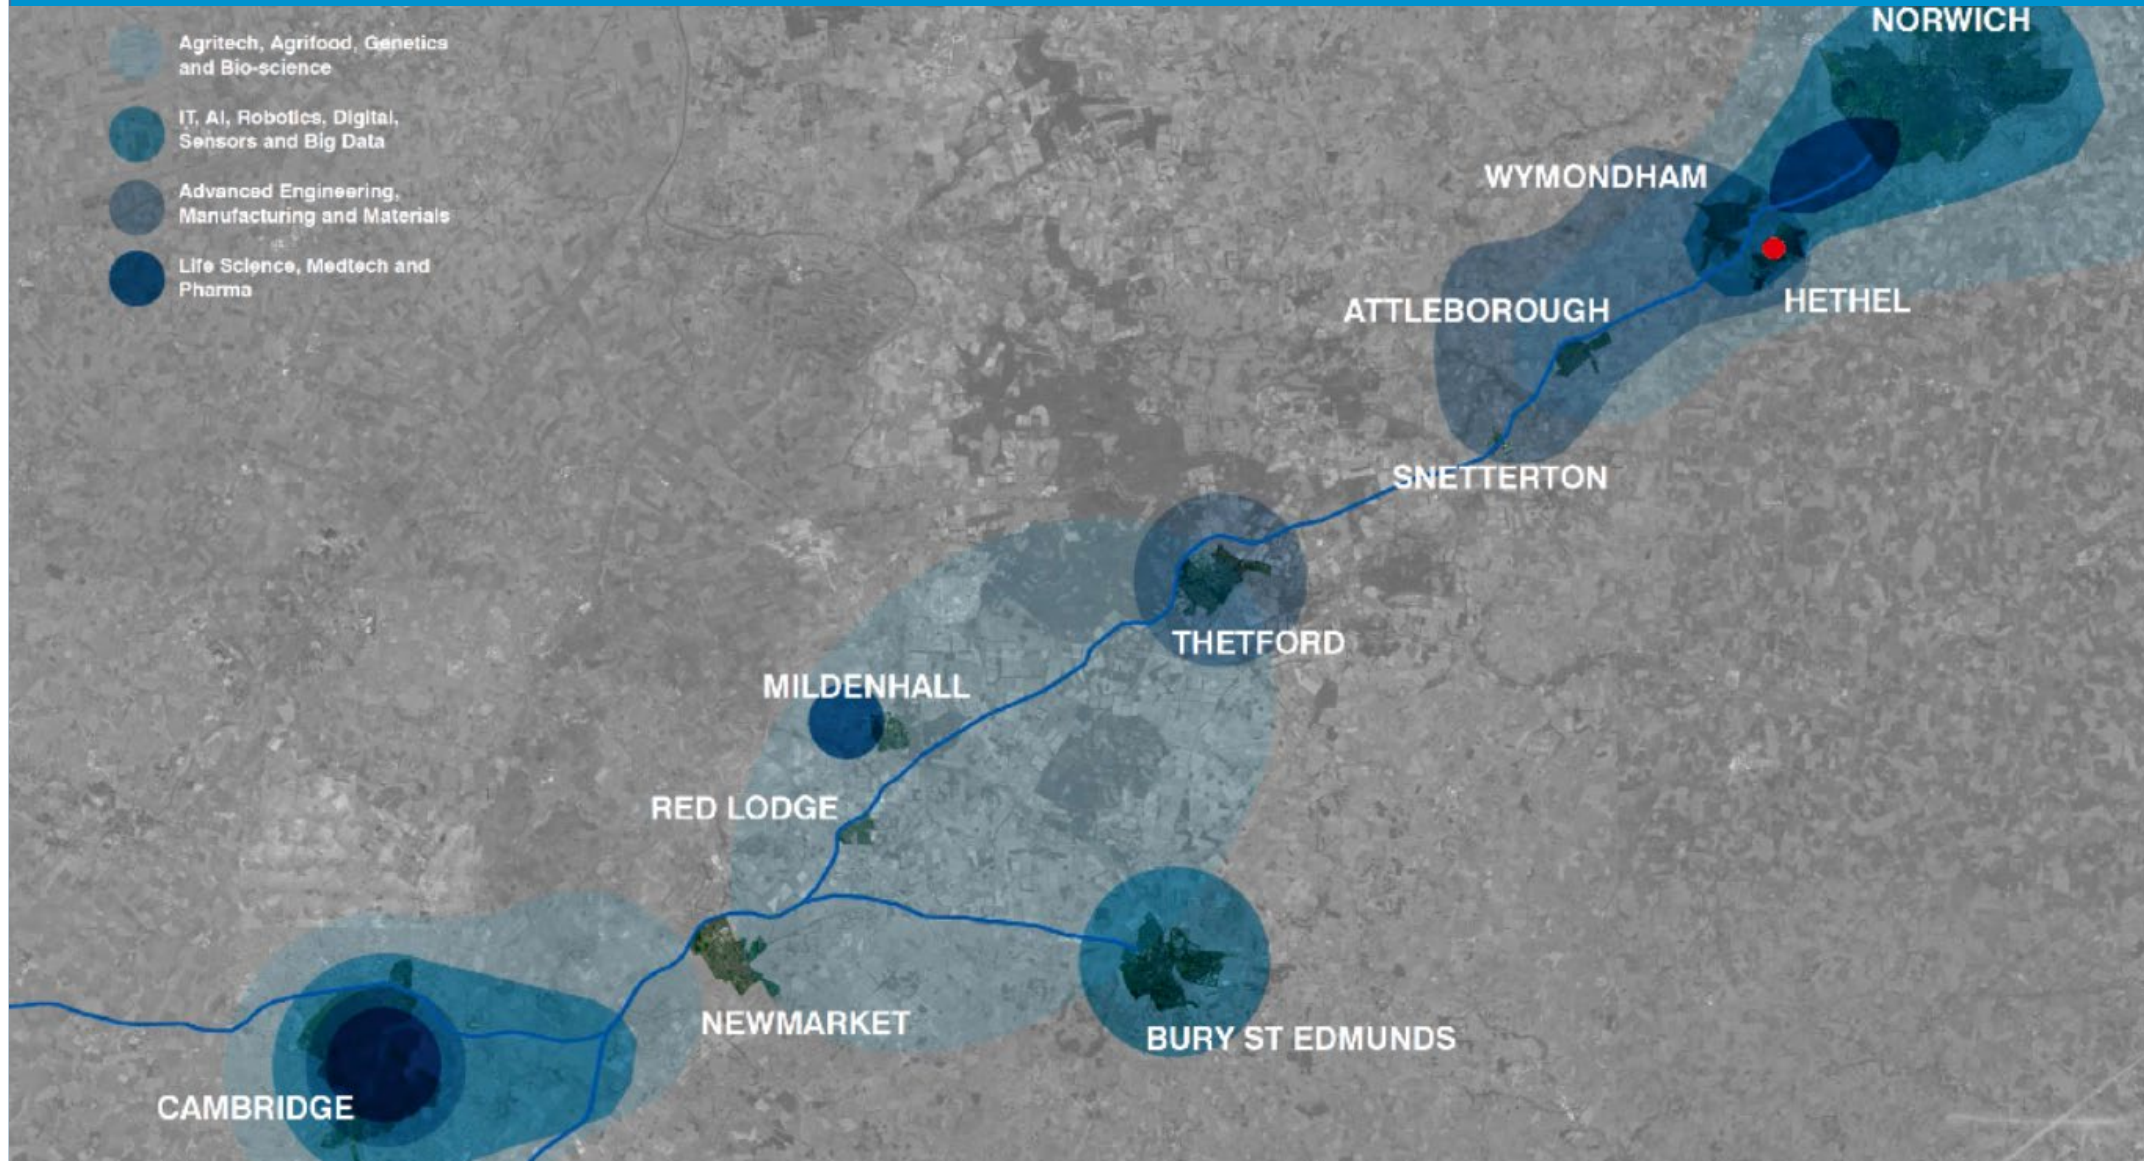 NORWICH
Agritech, Agrifood, Genetics
and Bio-science
IT, AI, Robotics, Digital,
Sensors and Big Data
Advanced Engineering,
Manufacturing and Materials
Life Science, Medtech and
Pharma
WYMONDHAM
ATTLEBOROUGH
HETHEL
SNETTERTON
THETFORD
MILDENHALL
RED LODGE
NEWMARKET
BURY ST EDMUNDS
CAMBRIDGE